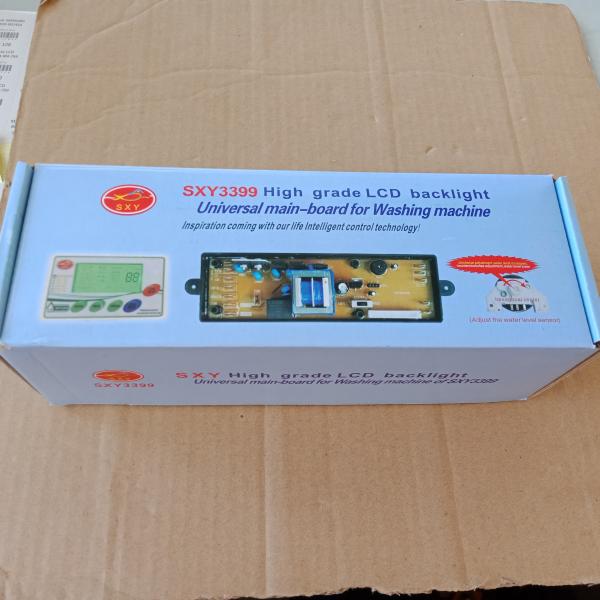 SXY
SXY3399 High grade LCD backlight
Universal main-board for Washing machine
Inspiration coming with our life Intelligent control technology!
88
(Adjust the water level sensor)
SXY3399
SXY High grade LCD backlight
Universal main-board for Washing machine of SXY3399